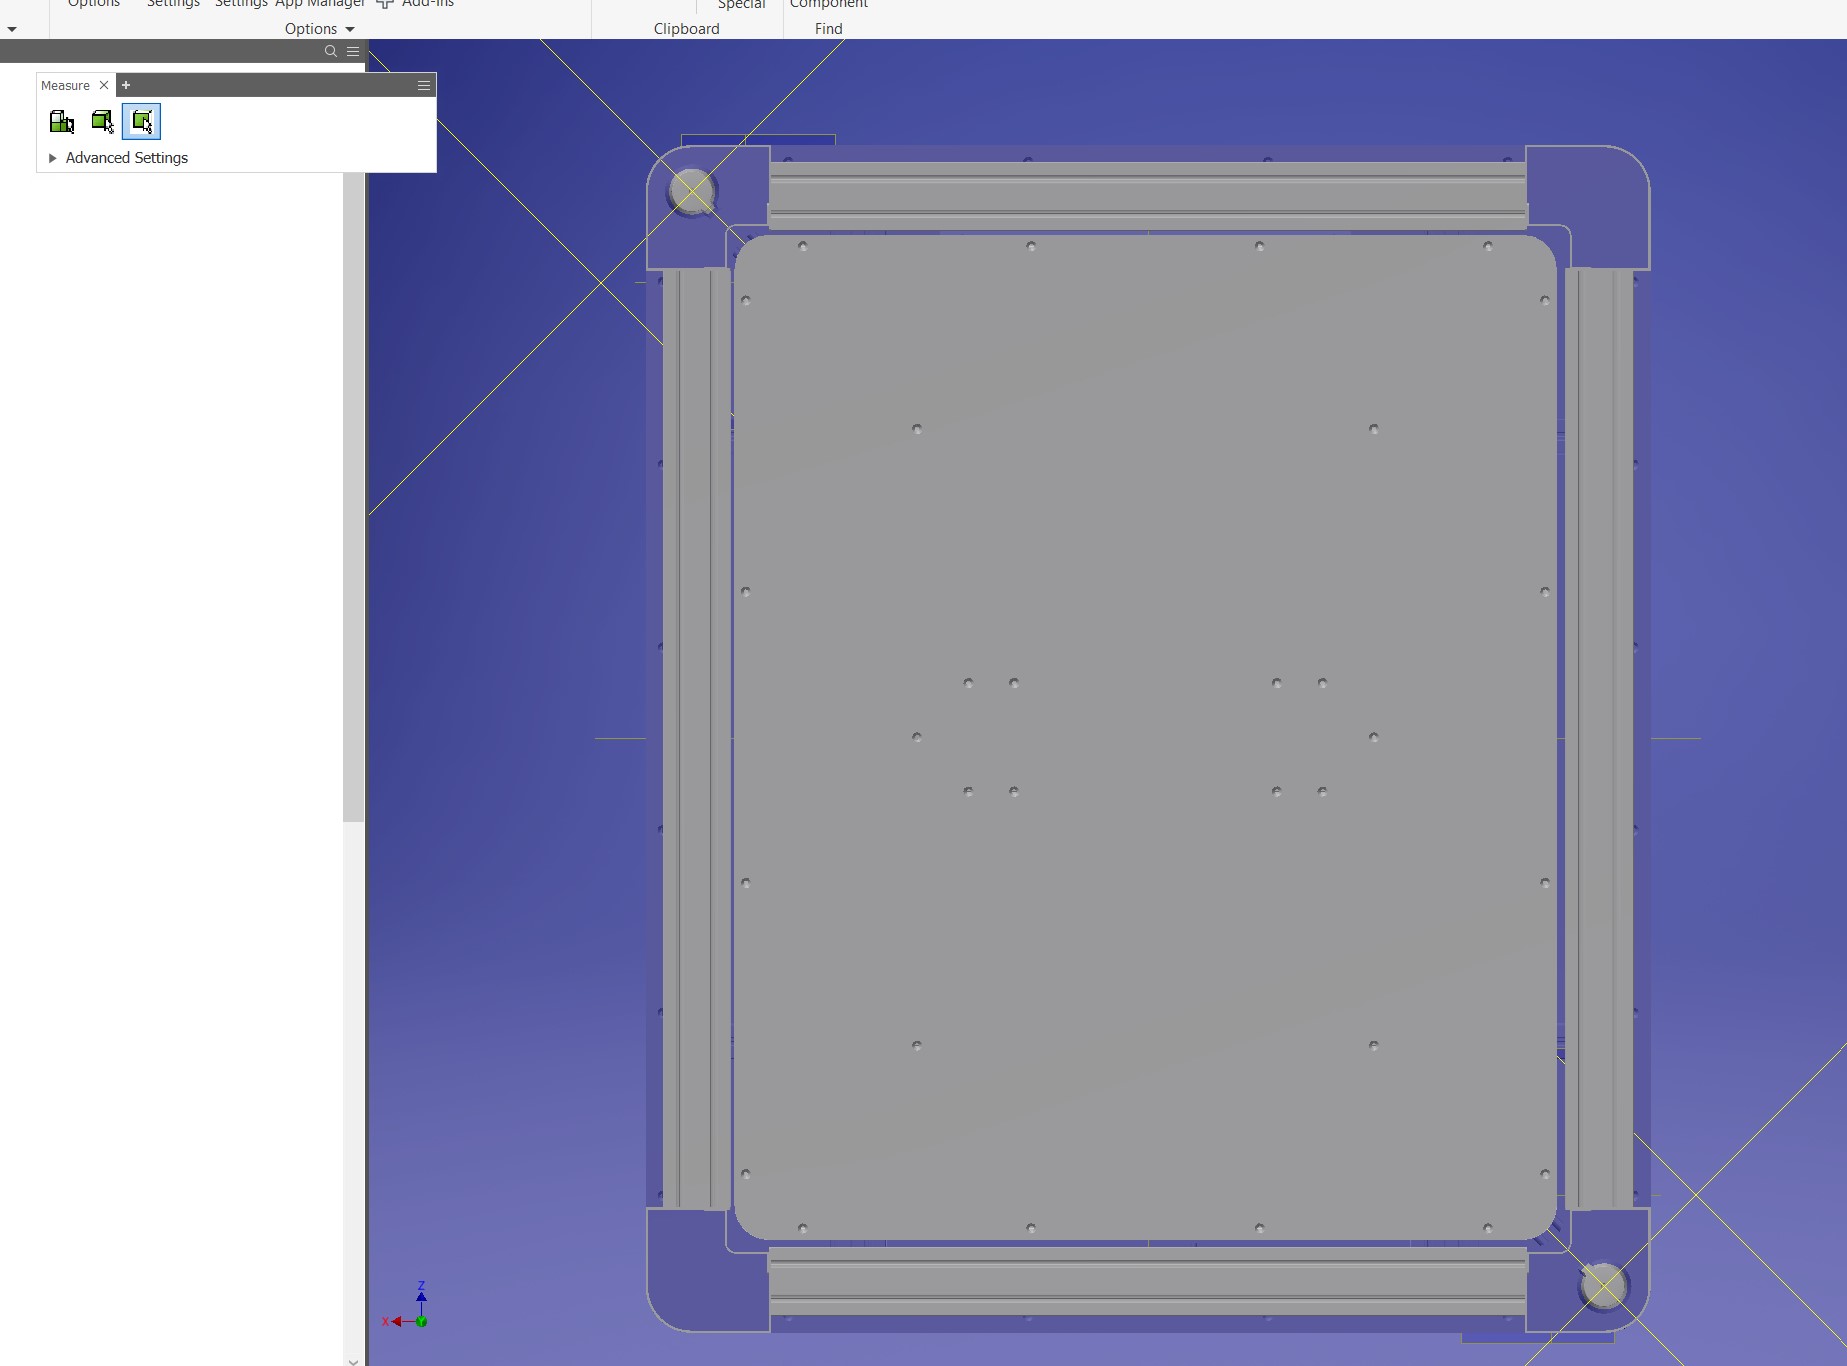 Options Settings Settings App Manager Add-Ins Special Component
Options Clipboard Find
Measure
Advanced Settings
Z
X
Y